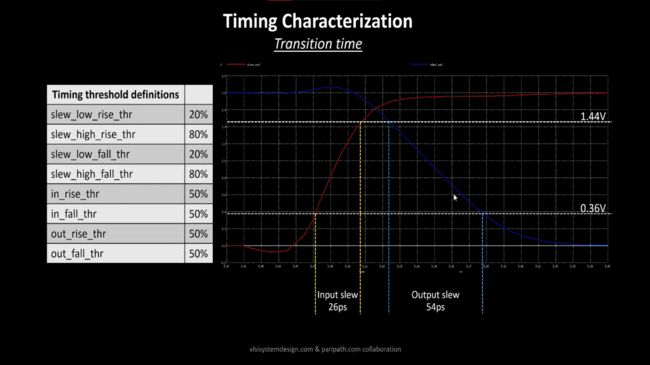 Timing Characterization
Transition time
Timing threshold definitions
slew_low_rise_thr 20%
slew_high_rise_thr 80%
slew_low_fall_thr 20%
slew_high_fall_thr 80%
in_rise_thr 50%
in_fall_thr 50%
out_rise_thr 50%
out_fall_thr 50%
1.44V
0.36V
Input slew
26ps
Output slew
54ps
vlsisystemdesign.com & paripath.com collaboration